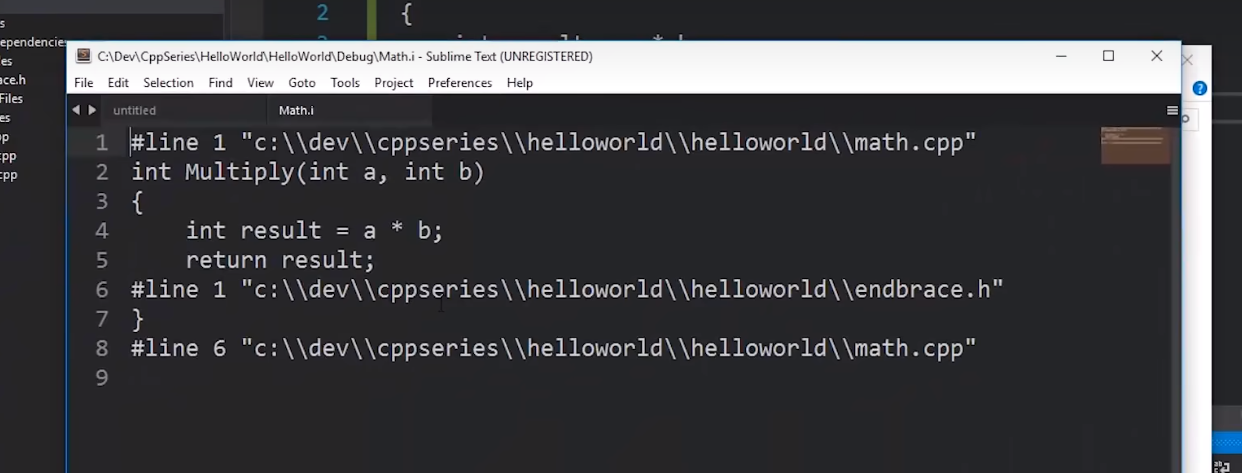 2 {
s
ependencies
es
ace.h
Files
es
pp
cpp
cpp
C:\Dev\CppSeries\HelloWorld\HelloWorld\Debug\Math.i - Sublime Text (UNREGISTERED)
File Edit Selection Find View Goto Tools Project Preferences Help
untitled Math.i
1 #line 1 "c:\\dev\\cppseries\\helloworld\\helloworld\\math.cpp"
2 int Multiply(int a, int b)
3 {
4     int result = a * b;
5     return result;
6 #line 1 "c:\\dev\\cppseries\\helloworld\\helloworld\\endbrace.h"
7 }
8 #line 6 "c:\\dev\\cppseries\\helloworld\\helloworld\\math.cpp"
9